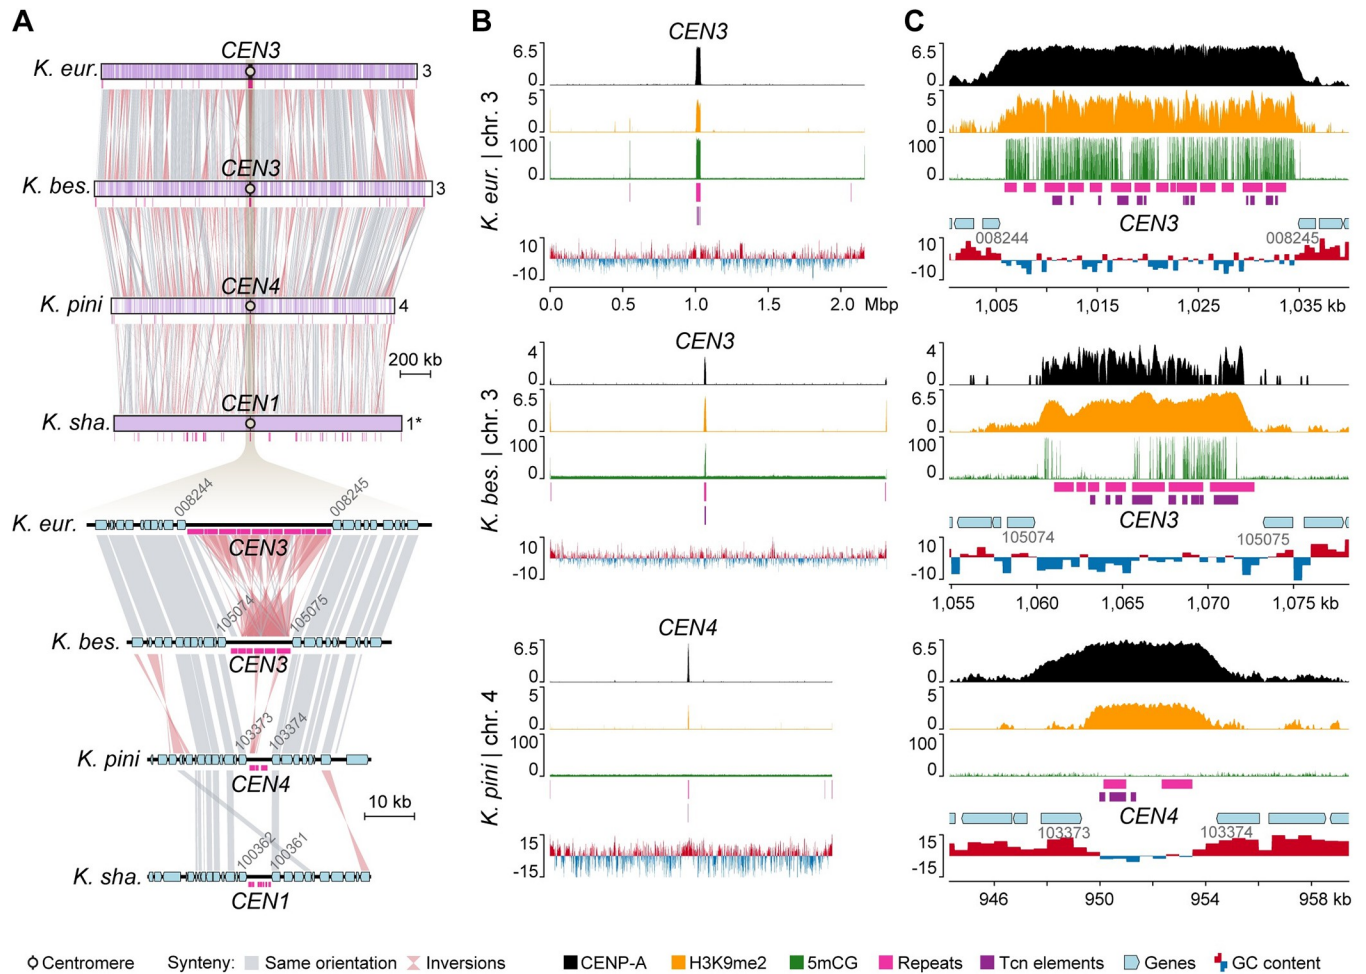 A
CEN3
K. eur.
3
CEN3
K. bes.
3
CEN4
K. pini
4
200 kb
CEN1
K. sha.
1*
008244
008245
K. eur.
CEN3
105074
105075
K. bes.
CEN3
103373
103374
K. pini
CEN4
10 kb
100362
100361
K. sha.
CEN1
B
CEN3
K. eur. | chr. 3
6.5
0
5
0
100
0
10
-10
0.0 0.5 1.0 1.5 2.0 Mbp
CEN3
K. bes. | chr. 3
4
0
6.5
0
100
0
10
-10
CEN4
K. pini | chr. 4
6.5
0
5
0
100
0
15
-15
C
6.5
0
5
0
100
0
CEN3
008244
008245
10
-10
1,005 1,015 1,025 1,035 kb
4
0
6.5
0
100
0
CEN3
105074
105075
10
-10
1,055 1,060 1,065 1,070 1,075 kb
6.5
0
5
0
100
0
CEN4
103373
103374
15
-15
946 950 954 958 kb
Centromere Synteny: Same orientation Inversions CENP-A H3K9me2 5mCG Repeats Tcn elements Genes GC content